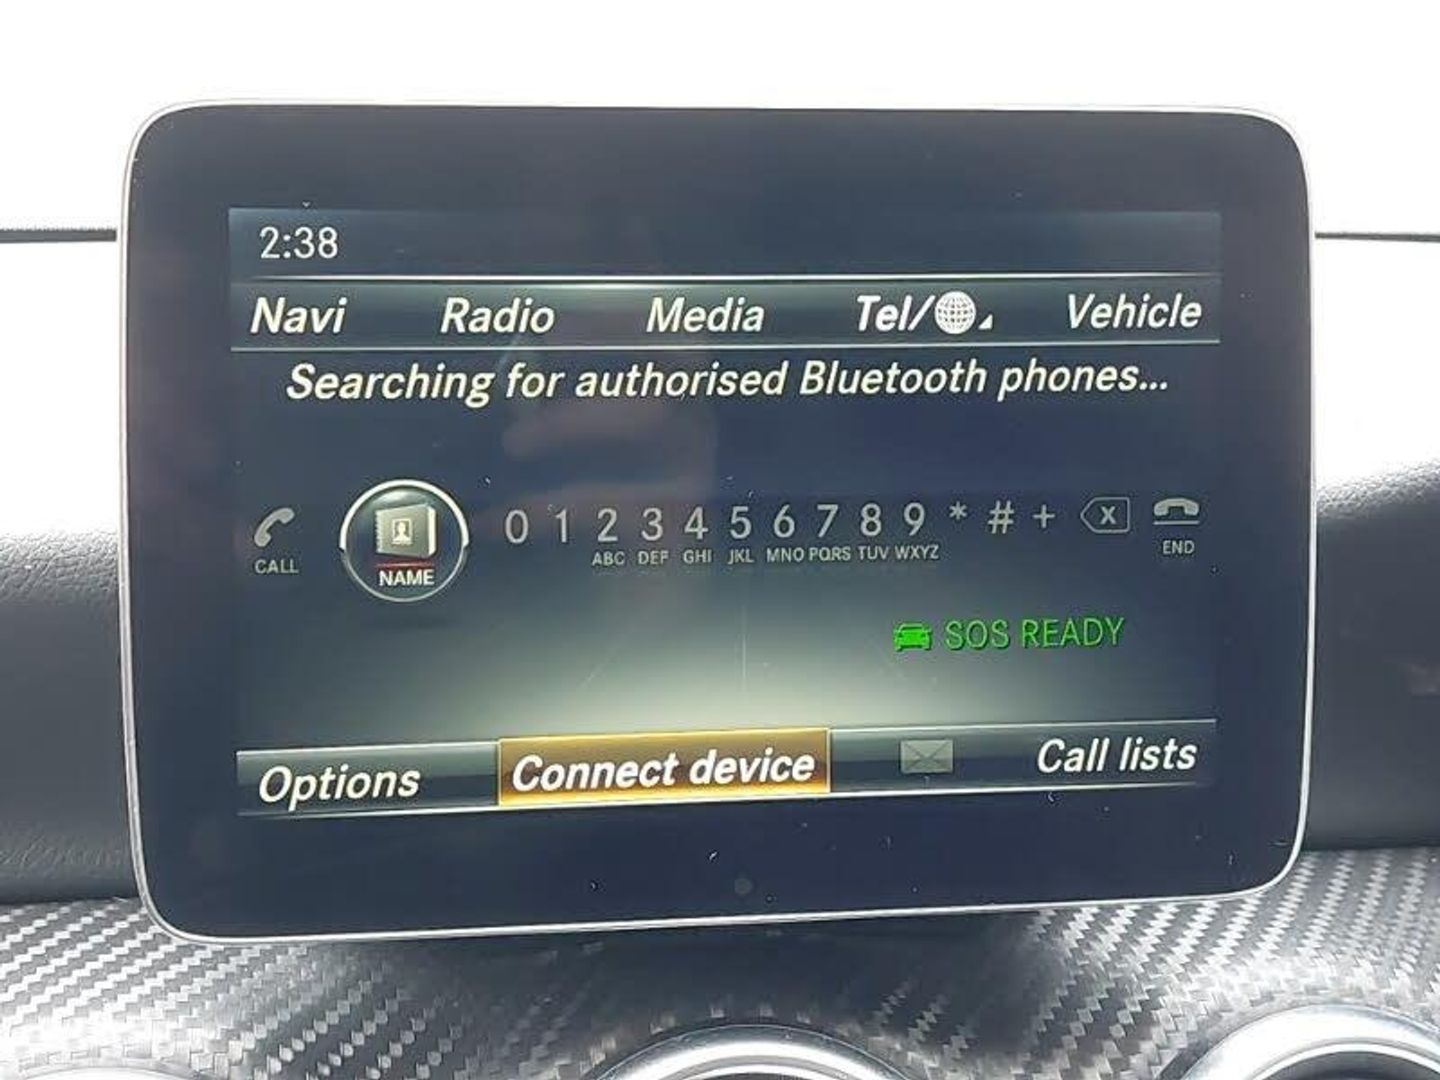 2:38
Navi Radio Media Tel/ Vehicle
Searching for authorised Bluetooth phones...
0 1 2 3 4 5 6 7 8 9 * # + X
ABC DEF GHI JKL MNO PQRS TUV WXYZ
CALL NAME END
SOS READY
Options Connect device Call lists